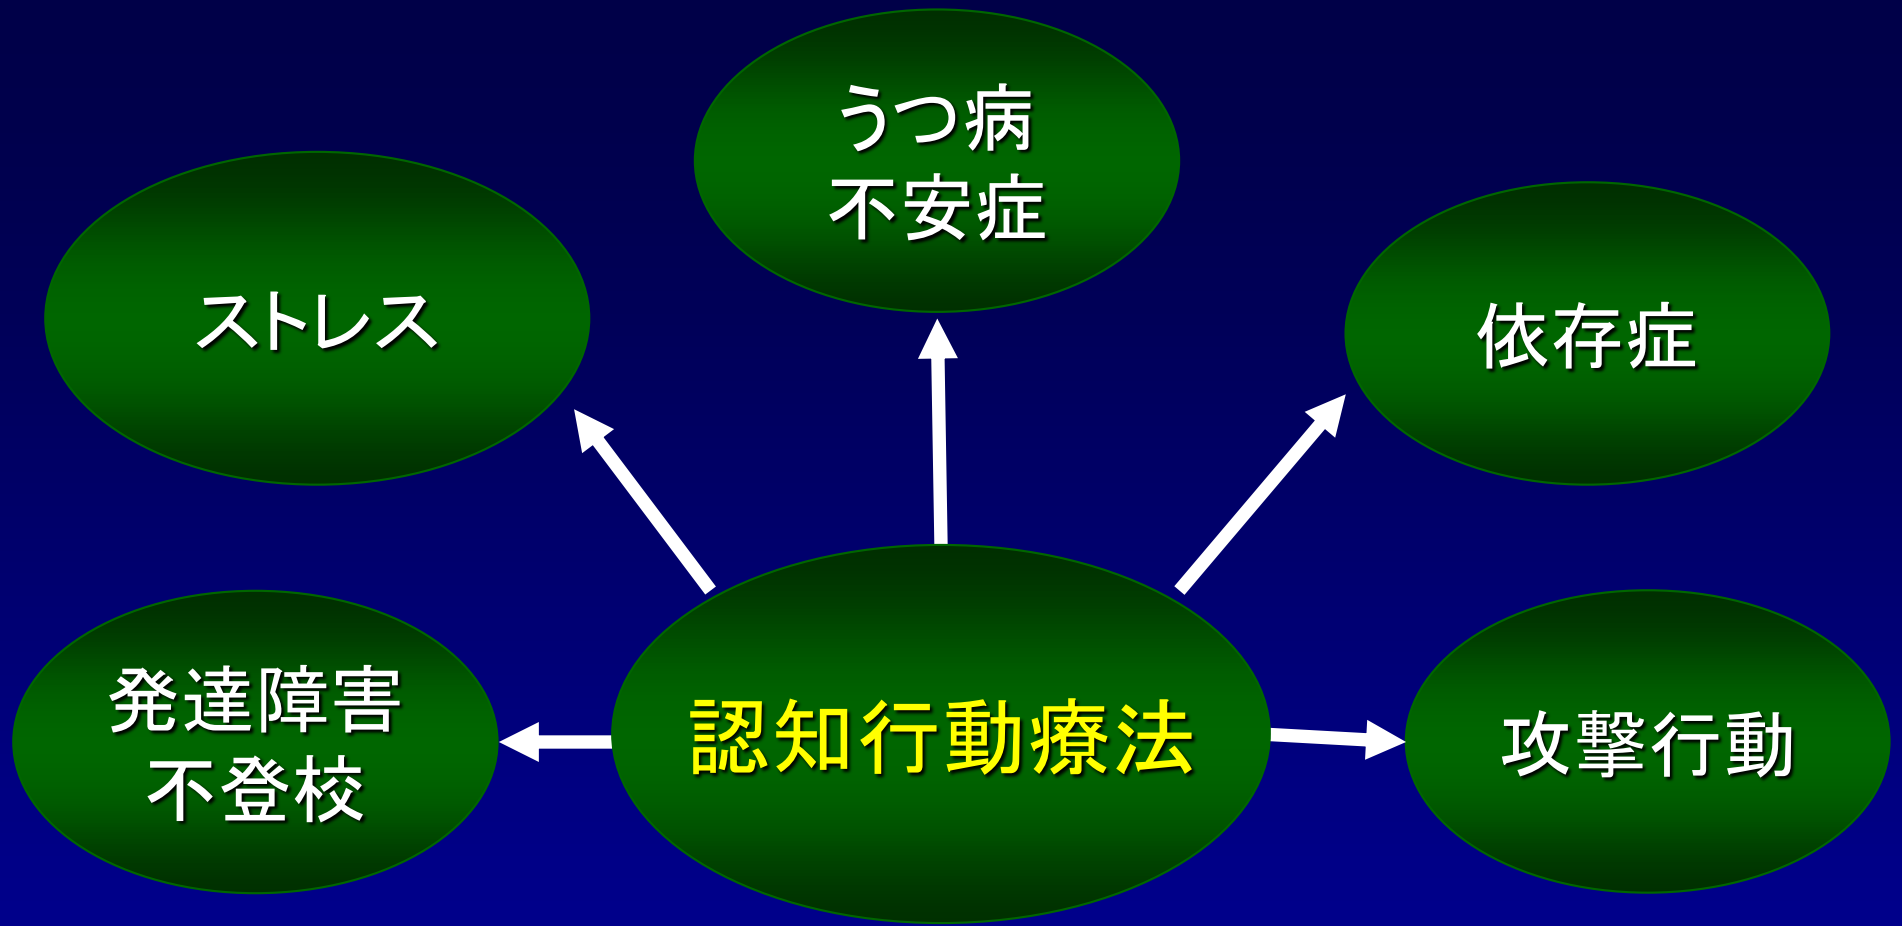 うつ病
不安症
ストレス
依存症
発達障害
不登校
認知行動療法
攻撃行動